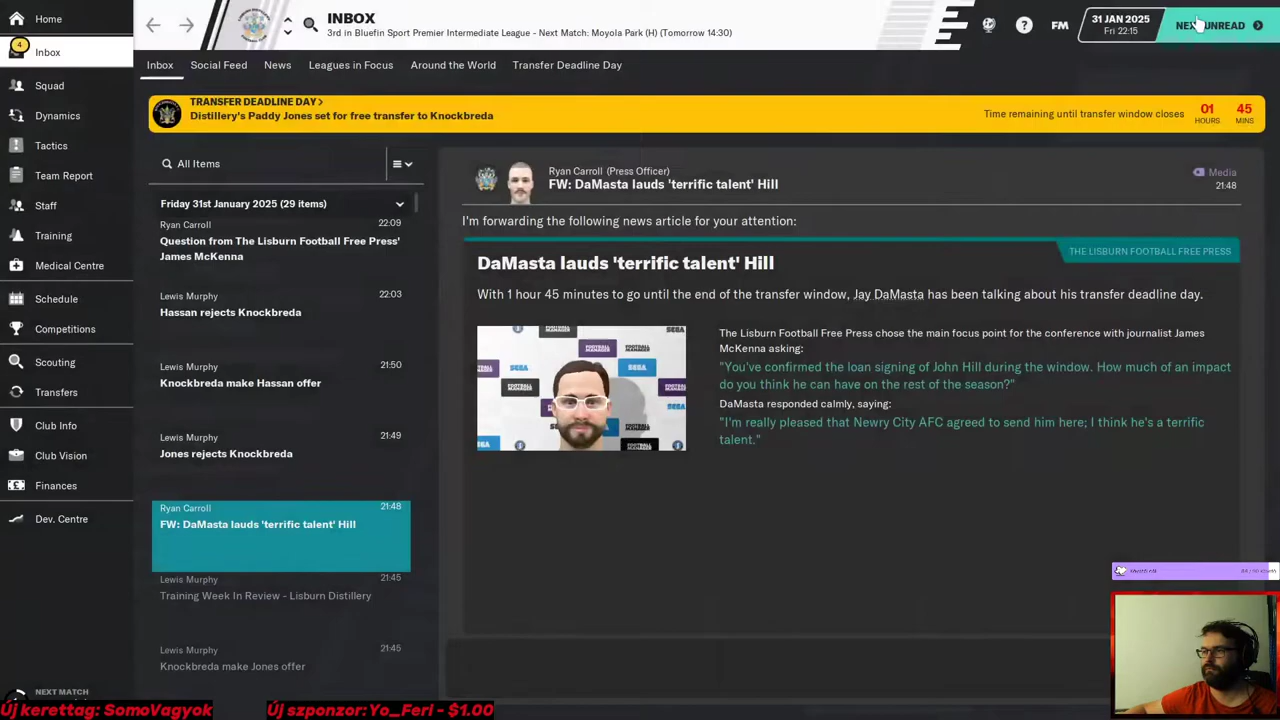 Home
INBOX
3rd in Bluefin Sport Premier Intermediate League - Next Match: Moyola Park (H) (Tomorrow 14:30)
FM
31 JAN 2025
Fri 22:15
UNREAD
4
Inbox
Squad
Dynamics
Tactics
Team Report
Staff
Training
Medical Centre
Schedule
Competitions
Scouting
Transfers
Club Info
Club Vision
Finances
Dev. Centre
NEXT MATCH
Inbox
Social Feed
News
Leagues in Focus
Around the World
Transfer Deadline Day
TRANSFER DEADLINE DAY
Distillery's Paddy Jones set for free transfer to Knockbreda
Time remaining until transfer window closes
01
HOURS
45
MINS
All Items
Friday 31st January 2025 (29 items)
Ryan Carroll
22:09
Question from The Lisburn Football Free Press'
James McKenna
Lewis Murphy
22:03
Hassan rejects Knockbreda
Lewis Murphy
21:50
Knockbreda make Hassan offer
Lewis Murphy
21:49
Jones rejects Knockbreda
Ryan Carroll
21:48
FW: DaMasta lauds 'terrific talent' Hill
Lewis Murphy
21:45
Training Week In Review - Lisburn Distillery
Lewis Murphy
21:45
Knockbreda make Jones offer
Ryan Carroll (Press Officer)
FW: DaMasta lauds 'terrific talent' Hill
Media
21:48
I'm forwarding the following news article for your attention:
THE LISBURN FOOTBALL FREE PRESS
DaMasta lauds 'terrific talent' Hill
With 1 hour 45 minutes to go until the end of the transfer window, Jay DaMasta has been talking about his transfer deadline day.
The Lisburn Football Free Press chose the main focus point for the conference with journalist James
McKenna asking:
"You've confirmed the loan signing of John Hill during the window. How much of an impact
do you think he can have on the rest of the season?"
DaMasta responded calmly, saying:
"I'm really pleased that Newry City AFC agreed to send him here; I think he's a terrific
talent."
SEGA
FOOTBALL MANAGER
Új kerettag: SomoVagyok
Új szponzor: Yo_Feri - $1.00